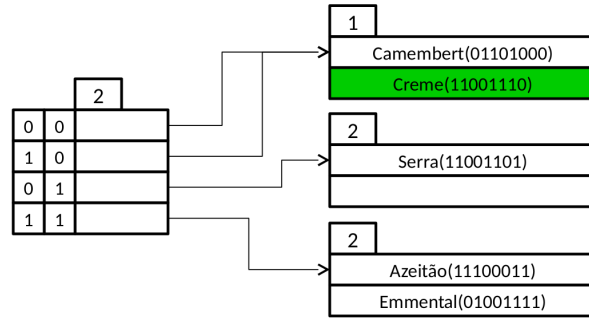 2
0 0
1 0
0 1
1 1
1
Camembert(01101000)
Creme(11001110)
2
Serra(11001101)
2
Azeitão(11100011)
Emmental(01001111)